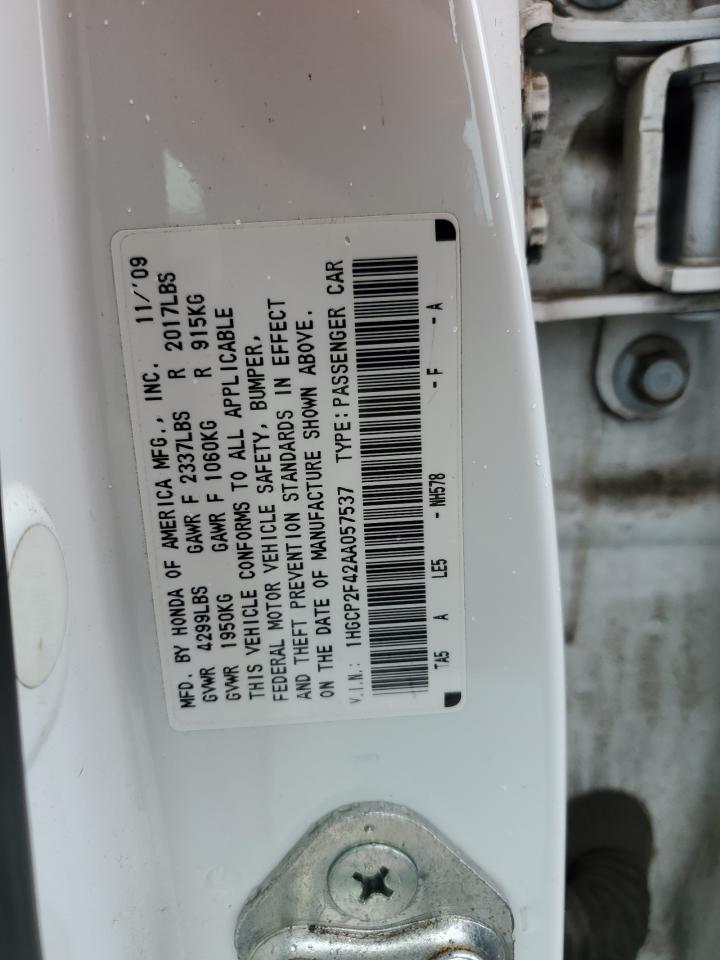 MFD. BY HONDA OF AMERICA MFG., INC. 11/'09
GVWR 4299LBS GAWR F 2337LBS R 2017LBS
GVWR 1950KG GAWR F 1060KG R 915KG
THIS VEHICLE CONFORMS TO ALL APPLICABLE
FEDERAL MOTOR VEHICLE SAFETY, BUMPER,
AND THEFT PREVENTION STANDARDS IN EFFECT
ON THE DATE OF MANUFACTURE SHOWN ABOVE.
V.I.N.: 1HGCP2F42AA057537 TYPE:PASSENGER CAR
TA5 A LE5 - NH578 - F - A